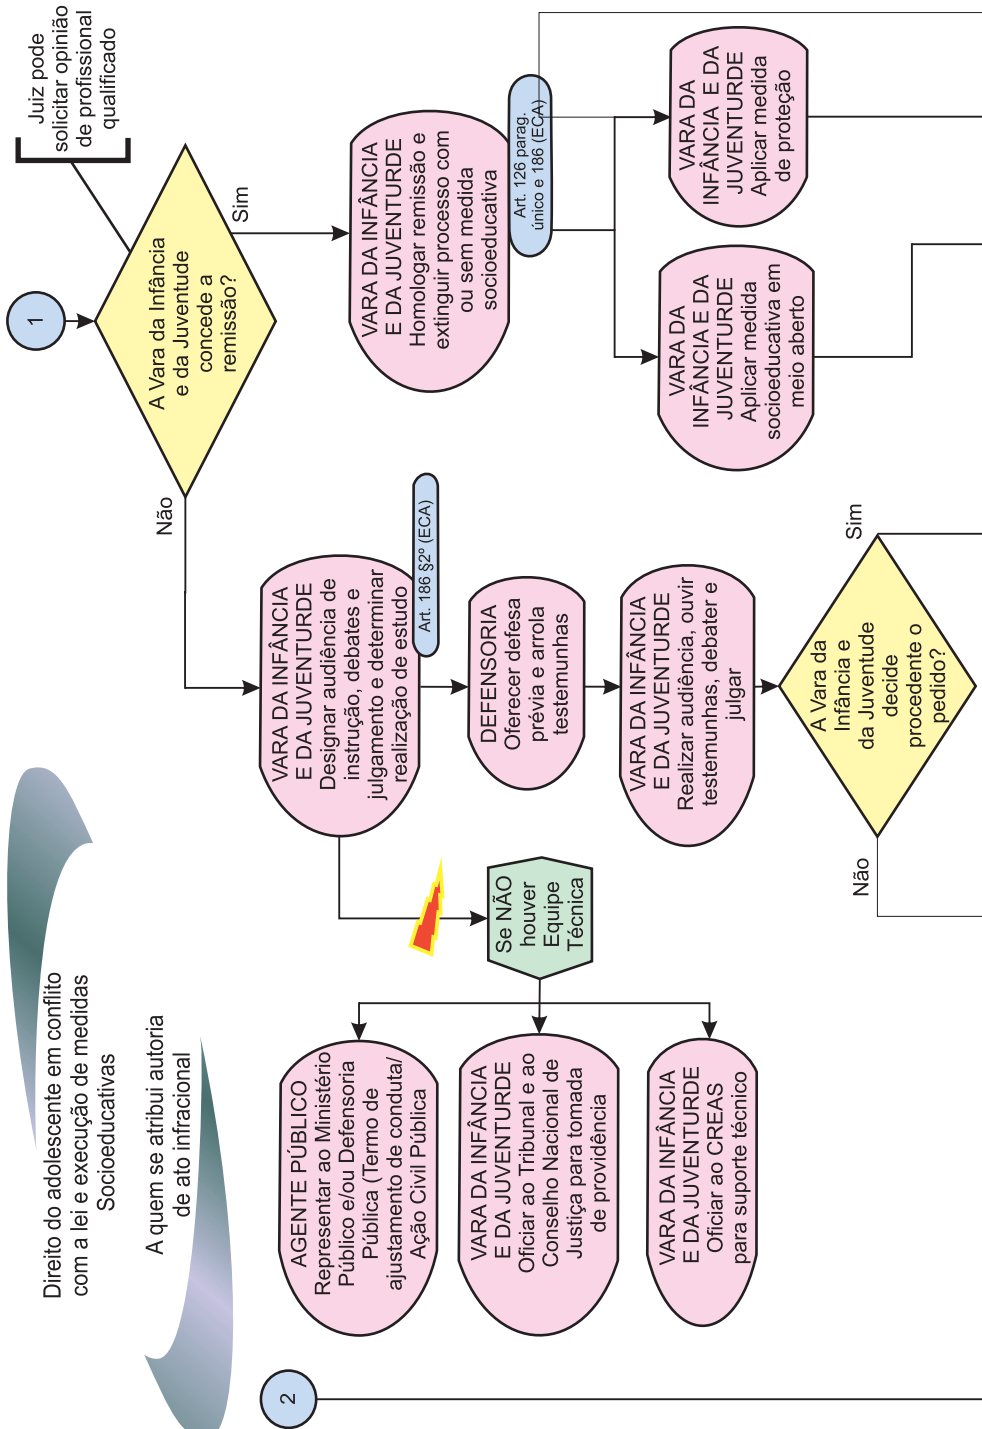 Direito do adolescente em conflito
com a lei e execução de medidas
Socioeducativas
A quem se atribui autoria
de ato infracional
1
Juiz pode
solicitar opinião
de profissional
qualificado
A Vara da Infância
e da Juventude
concede a
remissão?
Não
Sim
VARA DA INFÂNCIA
E DA JUVENTURDE
Homologar remissão e
extinguir processo com
ou sem medida
socioeducativa
Art. 126 parag.
único e 186 (ECA)
VARA DA
INFÂNCIA E DA
JUVENTURDE
Aplicar medida
socioeducativa em
meio aberto
VARA DA
INFÂNCIA E DA
JUVENTURDE
Aplicar medida
de proteção
VARA DA INFÂNCIA
E DA JUVENTURDE
Designar audiência de
instrução, debates e
julgamento e determinar
realização de estudo
Art. 186 §2º (ECA)
DEFENSORIA
Oferecer defesa
prévia e arrola
testemunhas
VARA DA INFÂNCIA
E DA JUVENTURDE
Realizar audiência, ouvir
testemunhas, debater e
julgar
A Vara da
Infância e
da Juventude
decide
procedente o
pedido?
Não
Sim
Se NÃO
houver
Equipe
Técnica
AGENTE PÚBLICO
Representar ao Ministério
Público e/ou Defensoria
Pública (Termo de
ajustamento de conduta/
Ação Civil Pública
VARA DA INFÂNCIA
E DA JUVENTURDE
Oficiar ao Tribunal e ao
Conselho Nacional de
Justiça para tomada
de providência
VARA DA INFÂNCIA
E DA JUVENTURDE
Oficiar ao CREAS
para suporte técnico
2